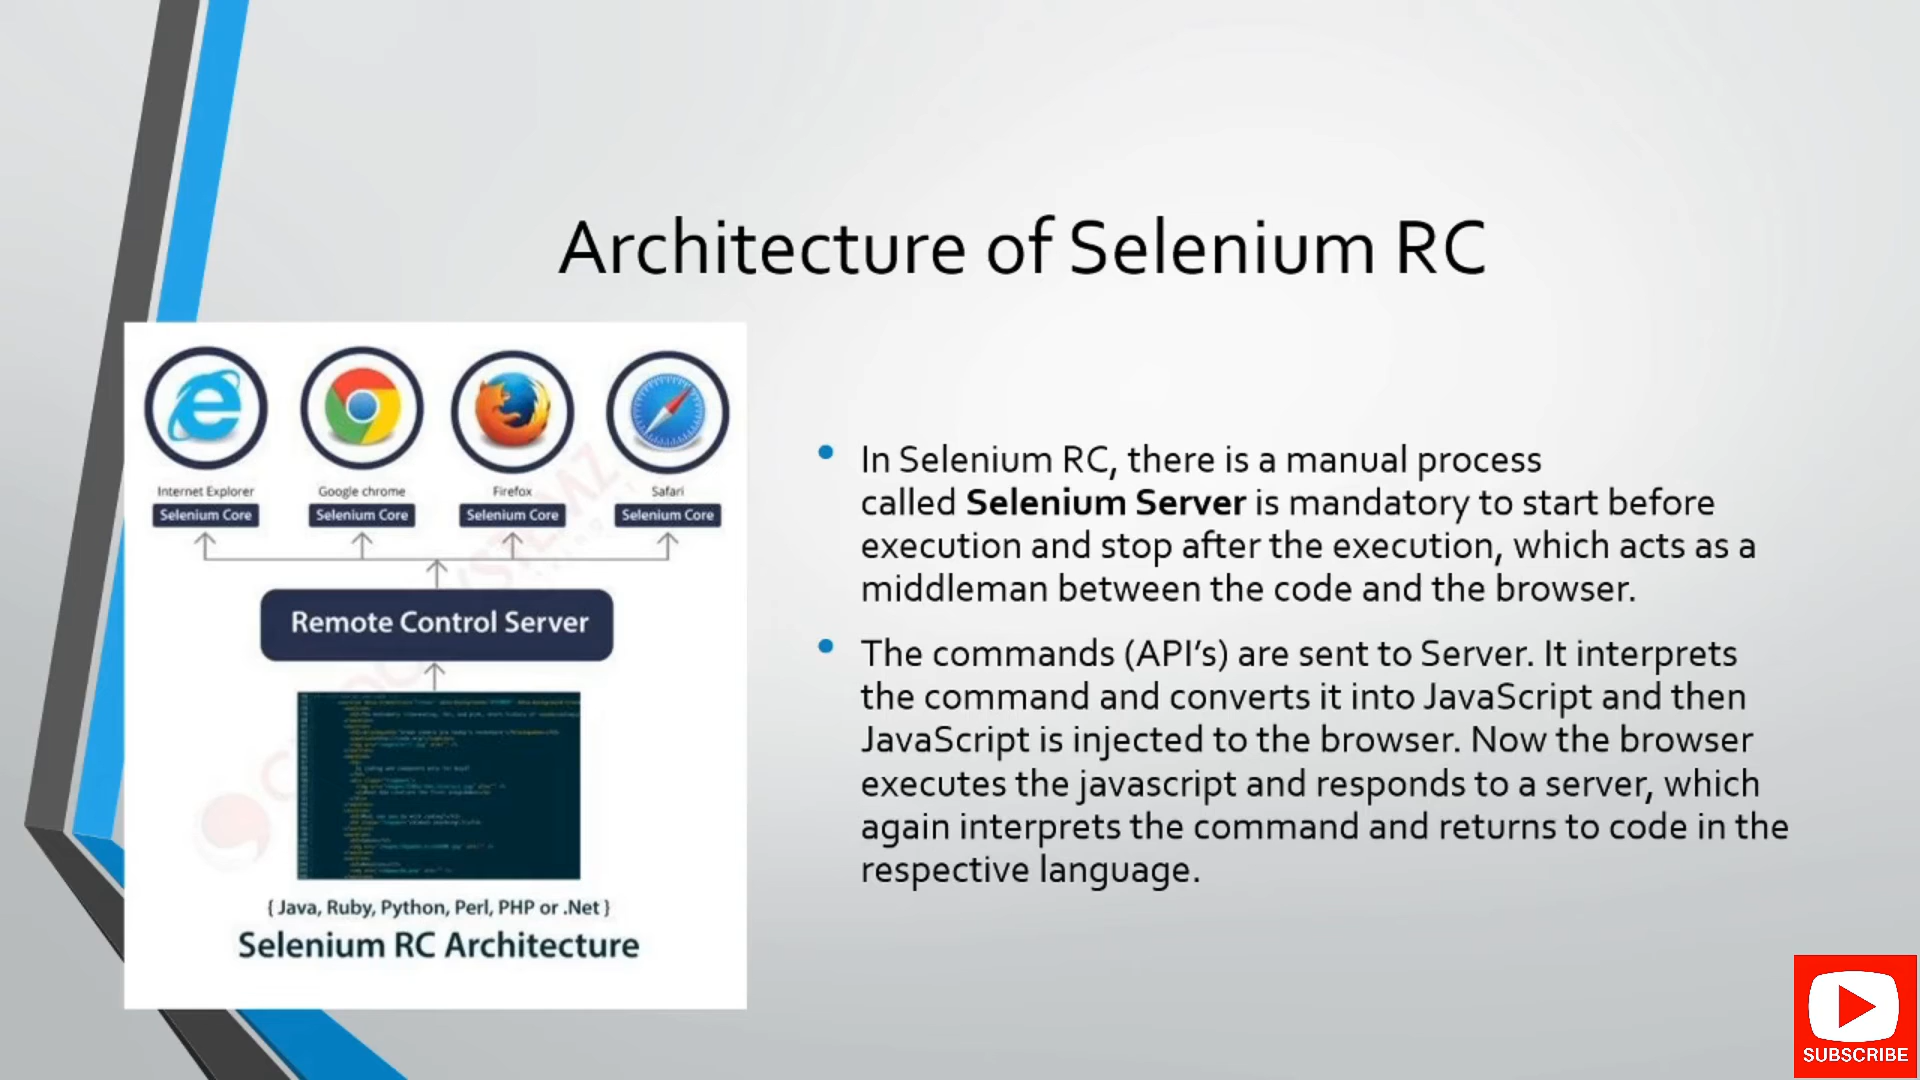 Architecture of Selenium RC
Internet Explorer
Google chrome
Firefox
Safari
Selenium Core
Selenium Core
Selenium Core
Selenium Core
Remote Control Server
{ Java, Ruby, Python, Perl, PHP or .Net }
Selenium RC Architecture
• In Selenium RC, there is a manual process
called Selenium Server is mandatory to start before
execution and stop after the execution, which acts as a
middleman between the code and the browser.
• The commands (API’s) are sent to Server. It interprets
the command and converts it into JavaScript and then
JavaScript is injected to the browser. Now the browser
executes the javascript and responds to a server, which
again interprets the command and returns to code in the
respective language.
SUBSCRIBE